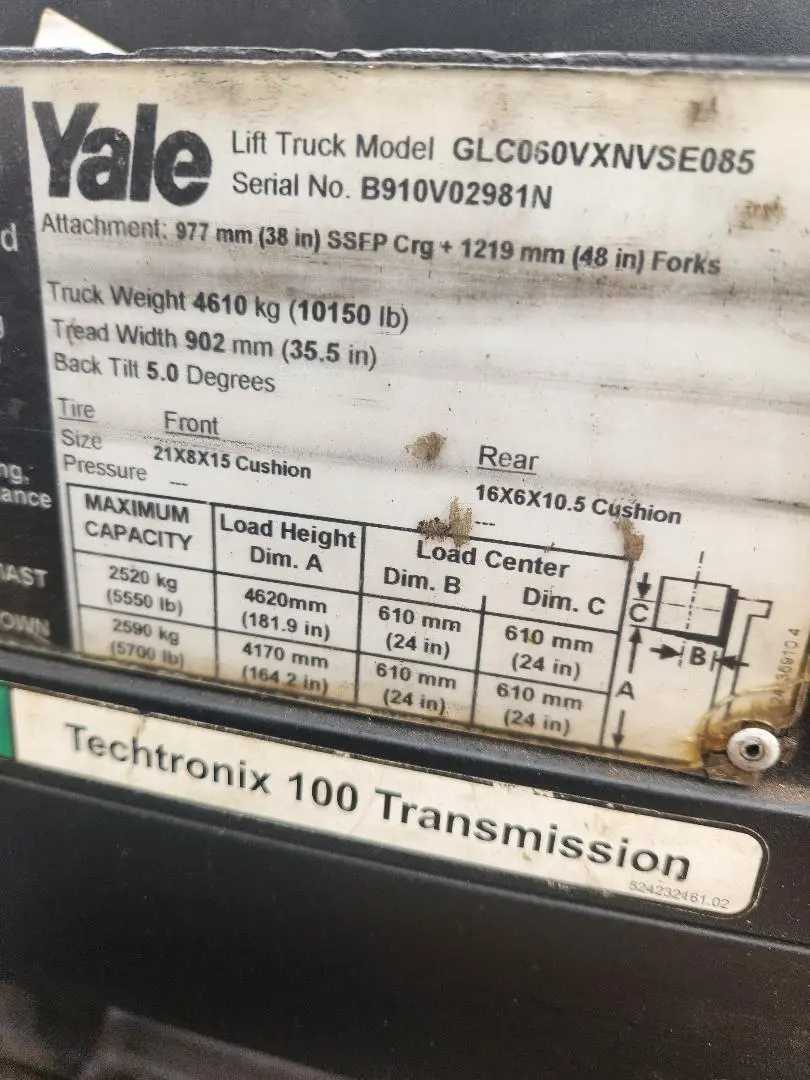 Yale
Lift Truck Model GLC060VXNVSE085
Serial No. B910V02981N
Attachment: 977 mm (38 in) SSFP Crg + 1219 mm (48 in) Forks
Truck Weight 4610 kg (10150 lb)
Tread Width 902 mm (35.5 in)
Back Tilt 5.0 Degrees
Tire Size Front Rear
21X8X15 Cushion 16X6X10.5 Cushion
Pressure --- ---
MAXIMUM CAPACITY Load Height Dim. A Load Center Dim. B Dim. C
2520 kg (5550 lb) 4620mm (181.9 in) 610 mm (24 in) 610 mm (24 in)
2590 kg (5700 lb) 4170 mm (164.2 in) 610 mm (24 in) 610 mm (24 in)
C
B
A
d
ng,
ance
MAST
OWN
Techtronix 100 Transmission
524232461.02